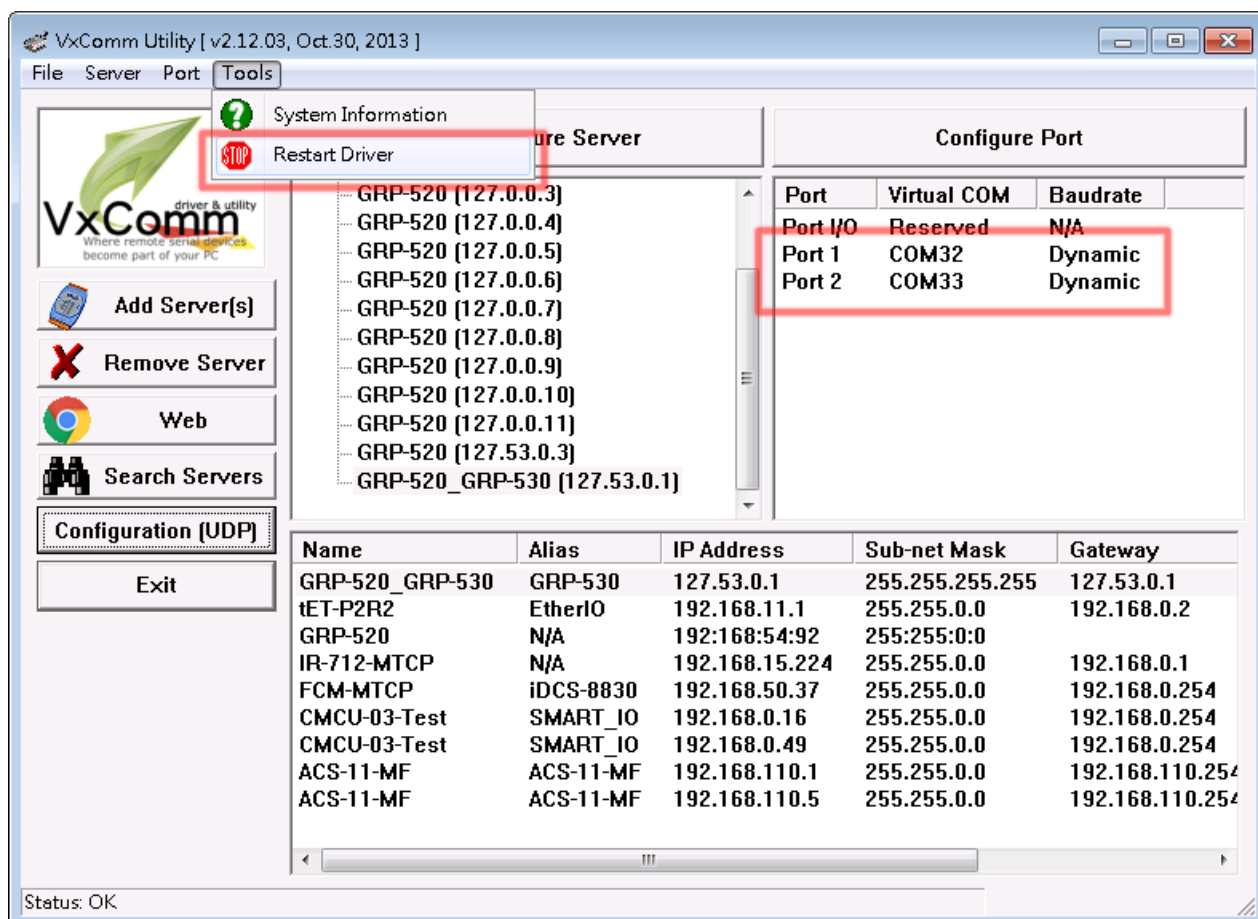 VxComm Utility [ v2.12.03, Oct.30, 2013 ]
File Server Port Tools
System Information
STOP Restart Driver
ure Server
Configure Port
VxComm
driver & utility
Where remote serial devices
become part of your PC
Add Server(s)
Remove Server
Web
Search Servers
Configuration (UDP)
Exit
GRP-520 (127.0.0.3)
GRP-520 (127.0.0.4)
GRP-520 (127.0.0.5)
GRP-520 (127.0.0.6)
GRP-520 (127.0.0.7)
GRP-520 (127.0.0.8)
GRP-520 (127.0.0.9)
GRP-520 (127.0.0.10)
GRP-520 (127.0.0.11)
GRP-520 (127.53.0.3)
GRP-520_GRP-530 (127.53.0.1)
Port Virtual COM Baudrate
Port I/O Reserved N/A
Port 1 COM32 Dynamic
Port 2 COM33 Dynamic
Name Alias IP Address Sub-net Mask Gateway
GRP-520_GRP-530 GRP-530 127.53.0.1 255.255.255.255 127.53.0.1
tET-P2R2 EtherIO 192.168.11.1 255.255.0.0 192.168.0.2
GRP-520 N/A 192:168:54:92 255:255:0:0
IR-712-MTCP N/A 192.168.15.224 255.255.0.0 192.168.0.1
FCM-MTCP iDCS-8830 192.168.50.37 255.255.0.0 192.168.0.254
CMCU-03-Test SMART_IO 192.168.0.16 255.255.0.0 192.168.0.254
CMCU-03-Test SMART_IO 192.168.0.49 255.255.0.0 192.168.0.254
ACS-11-MF ACS-11-MF 192.168.110.1 255.255.0.0 192.168.110.254
ACS-11-MF ACS-11-MF 192.168.110.5 255.255.0.0 192.168.110.254
Status: OK